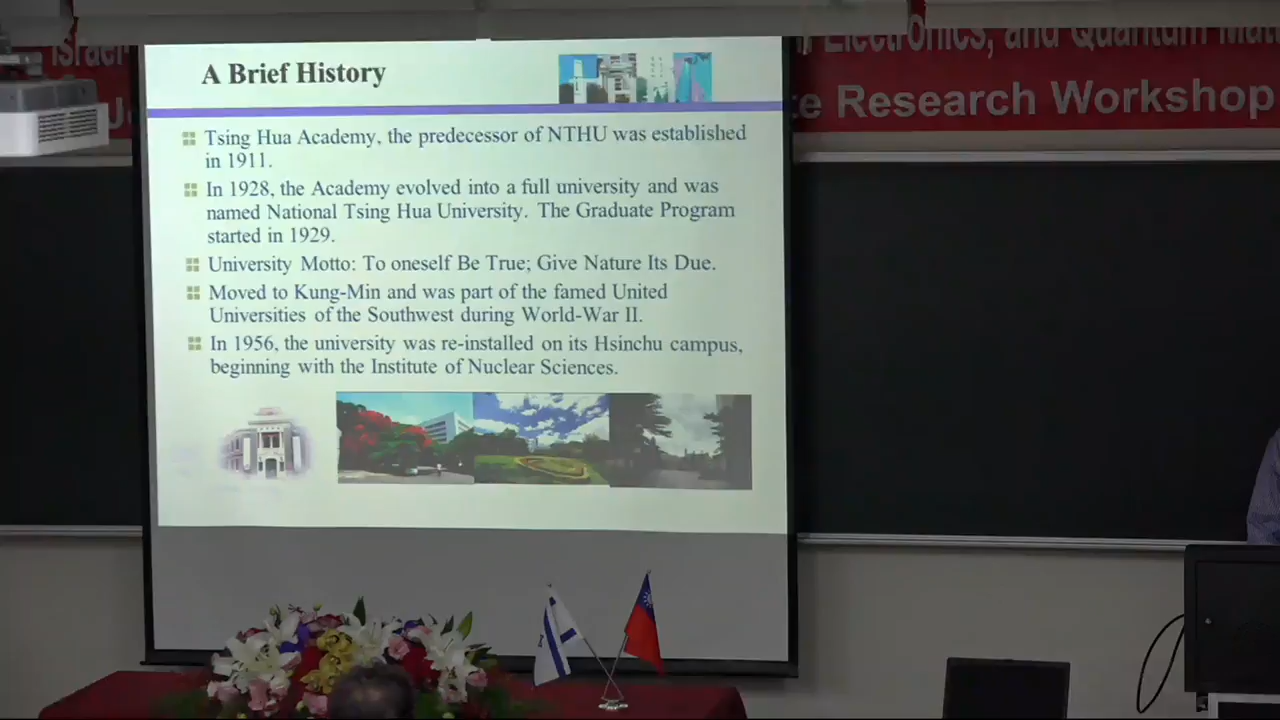 Israel
Electronics, and Quantum
Research Workshop
A Brief History
Tsing Hua Academy, the predecessor of NTHU was established
in 1911.
In 1928, the Academy evolved into a full university and was
named National Tsing Hua University. The Graduate Program
started in 1929.
University Motto: To oneself Be True; Give Nature Its Due.
Moved to Kung-Min and was part of the famed United
Universities of the Southwest during World-War II.
In 1956, the university was re-installed on its Hsinchu campus,
beginning with the Institute of Nuclear Sciences.